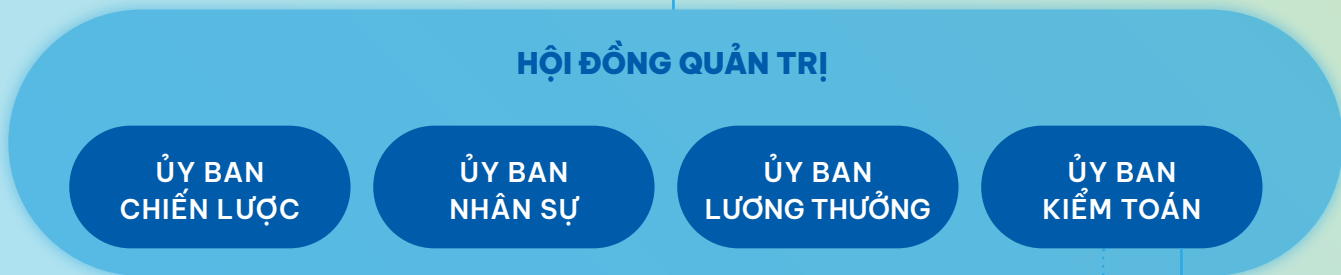 HỘI ĐỒNG QUẢN TRỊ
ỦY BAN
CHIẾN LƯỢC
ỦY BAN
NHÂN SỰ
ỦY BAN
LƯƠNG THƯỞNG
ỦY BAN
KIỂM TOÁN